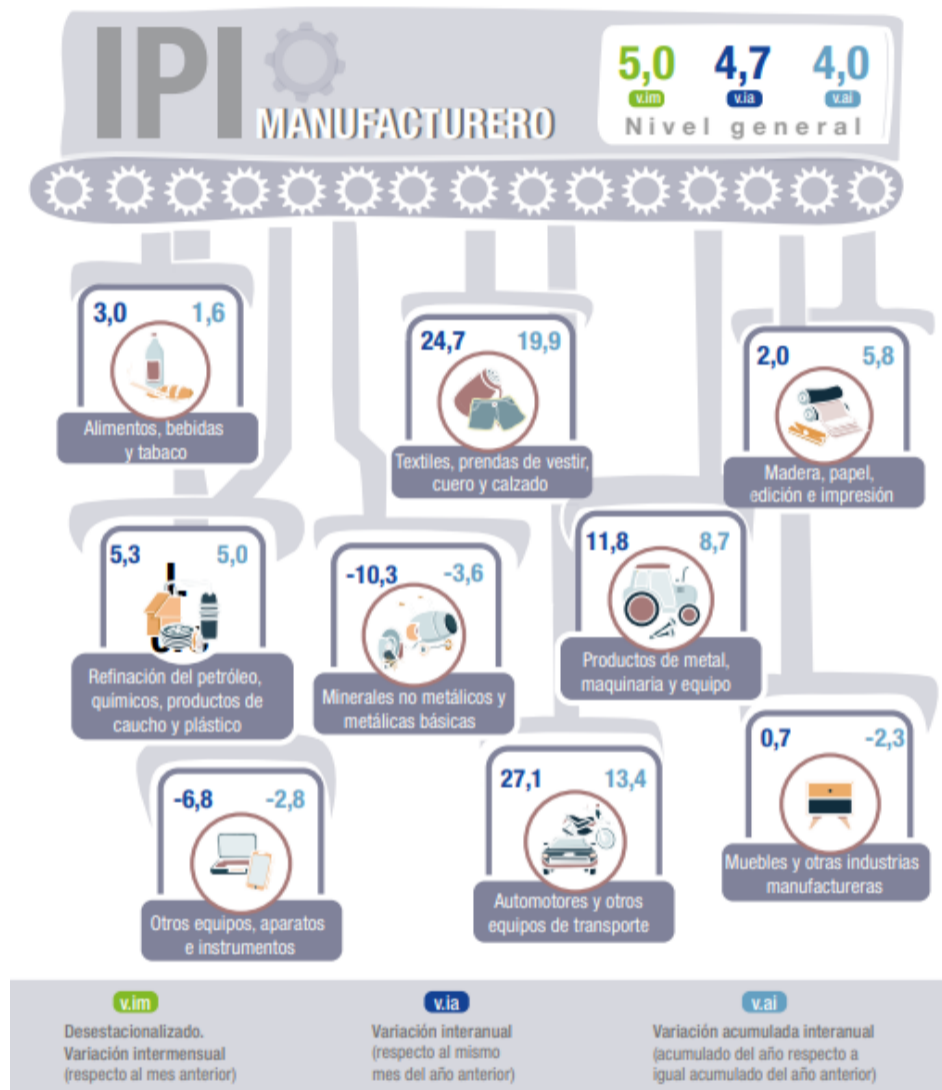 IPI
MANUFACTURERO
5,0 4,7 4,0
v.im v.ia v.ai
Nivel general
3,0 1,6
Alimentos, bebidas
y tabaco
24,7 19,9
Textiles, prendas de vestir,
cuero y calzado
2,0 5,8
Madera, papel,
edición e impresión
5,3 5,0
Refinación del petróleo,
químicos, productos de
caucho y plástico
-10,3 -3,6
Minerales no metálicos y
metálicas básicas
11,8 8,7
Productos de metal,
maquinaria y equipo
-6,8 -2,8
Otros equipos, aparatos
e instrumentos
27,1 13,4
Automotores y otros
equipos de transporte
0,7 -2,3
Muebles y otras industrias
manufactureras
v.im
Desestacionalizado.
Variación intermensual
(respecto al mes anterior)
v.ia
Variación interanual
(respecto al mismo
mes del año anterior)
v.ai
Variación acumulada interanual
(acumulado del año respecto a
igual acumulado del año anterior)